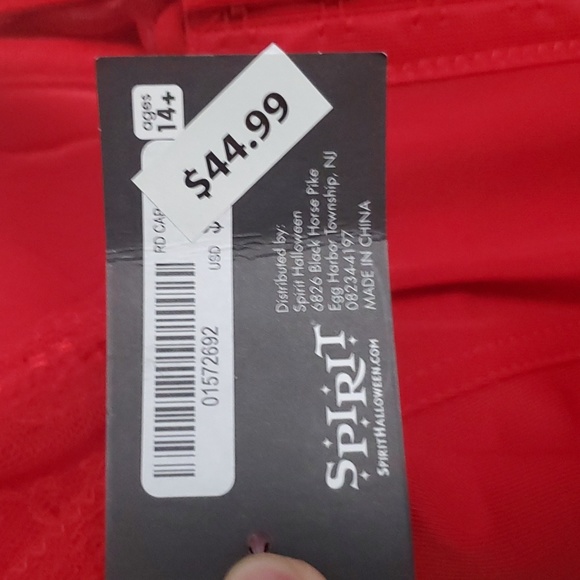 ages
14+
$44.99
RD CAP
USD
01572692
Distributed by:
Spirit Halloween
6826 Black Horse Pike
Egg Harbor Township, NJ
08234-4197
MADE IN CHINA
SPIRIT
SPIRITHALLOWEEN.COM